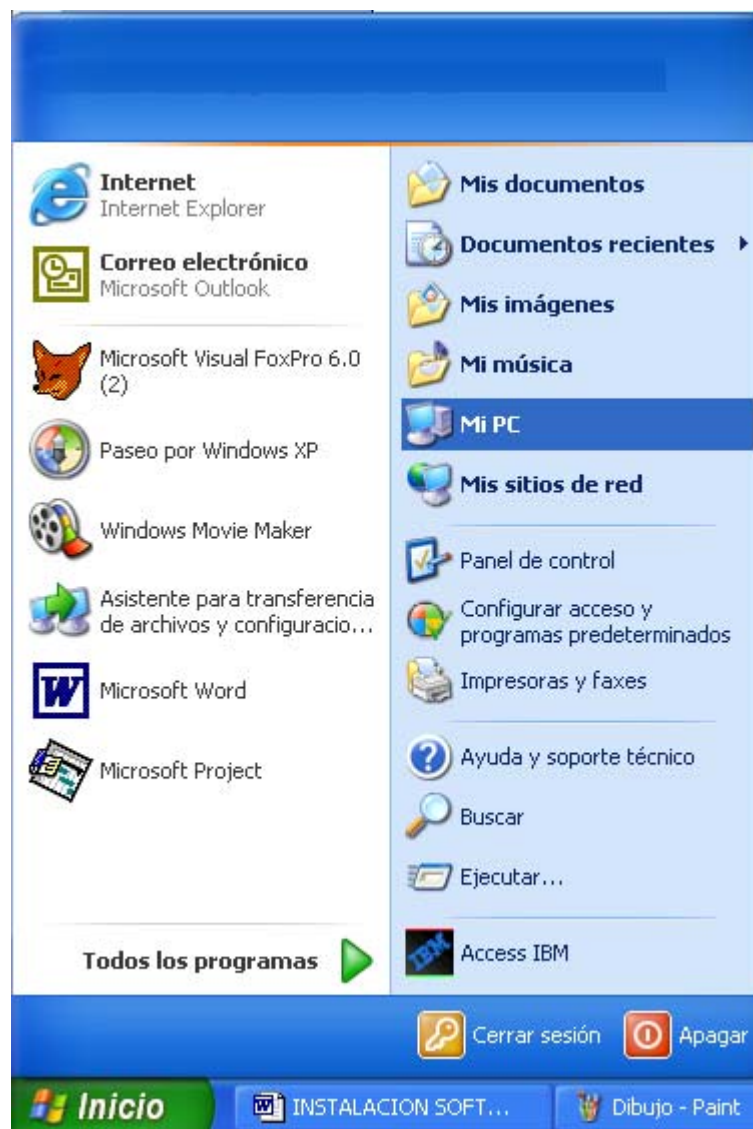 Internet
Internet Explorer
Correo electrónico
Microsoft Outlook
Microsoft Visual FoxPro 6.0
(2)
Paseo por Windows XP
Windows Movie Maker
Asistente para transferencia
de archivos y configuracio...
Microsoft Word
Microsoft Project
Todos los programas
Mis documentos
Documentos recientes
Mis imágenes
Mi música
Mi PC
Mis sitios de red
Panel de control
Configurar acceso y
programas predeterminados
Impresoras y faxes
Ayuda y soporte técnico
Buscar
Ejecutar...
IBM
Access IBM
Cerrar sesión
Apagar
Inicio
INSTALACION SOFT...
Dibujo - Paint